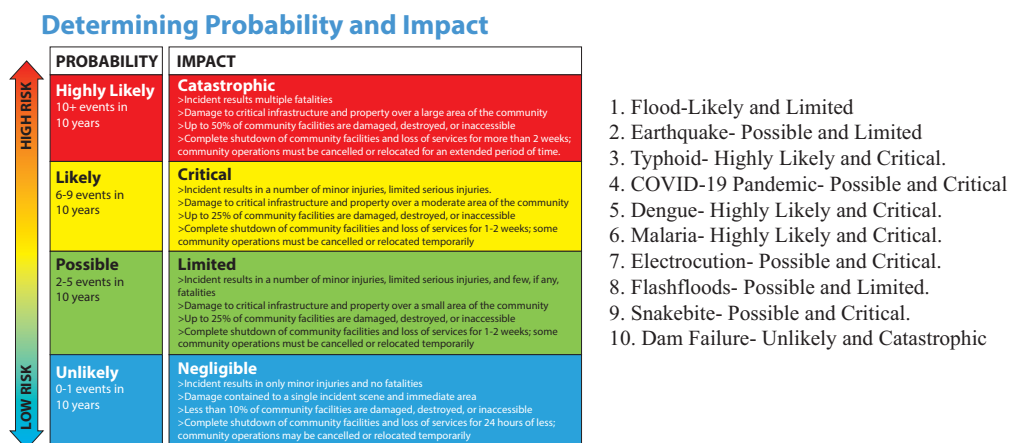 Determining Probability and Impact
PROBABILITY
IMPACT
HIGH RISK
LOW RISK
Highly Likely
10+ events in
10 years
Catastrophic
>Incident results multiple fatalities
>Damage to critical infrastructure and property over a large area of the community
>Up to 50% of community facilities are damaged, destroyed, or inaccessible
>Complete shutdown of community facilities and loss of services for more than 2 weeks;
community operations must be cancelled or relocated for an extended period of time.
Likely
6-9 events in
10 years
Critical
>Incident results in a number of minor injuries, limited serious injuries.
>Damage to critical infrastructure and property over a moderate area of the community
>Up to 25% of community facilities are damaged, destroyed, or inaccessible
>Complete shutdown of community facilities and loss of services for 1-2 weeks; some
community operations must be cancelled or relocated temporarily
Possible
2-5 events in
10 years
Limited
>Incident results in a number of minor injuries, limited serious injuries, and few, if any,
fatalities
>Damage to critical infrastructure and property over a small area of the community
>Up to 25% of community facilities are damaged, destroyed, or inaccessible
>Complete shutdown of community facilities and loss of services for 1-2 weeks; some
community operations must be cancelled or relocated temporarily
Unlikely
0-1 events in
10 years
Negligible
>Incident results in only minor injuries and no fatalities
>Damage contained to a single incident scene and immediate area
>Less than 10% of community facilities are damaged, destroyed, or inaccessible
>Complete shutdown of community facilities and loss of services for 24 hours of less;
community operations may be cancelled or relocated temporarily
1. Flood-Likely and Limited
2. Earthquake- Possible and Limited
3. Typhoid- Highly Likely and Critical.
4. COVID-19 Pandemic- Possible and Critical
5. Dengue- Highly Likely and Critical.
6. Malaria- Highly Likely and Critical.
7. Electrocution- Possible and Critical.
8. Flashfloods- Possible and Limited.
9. Snakebite- Possible and Critical.
10. Dam Failure- Unlikely and Catastrophic